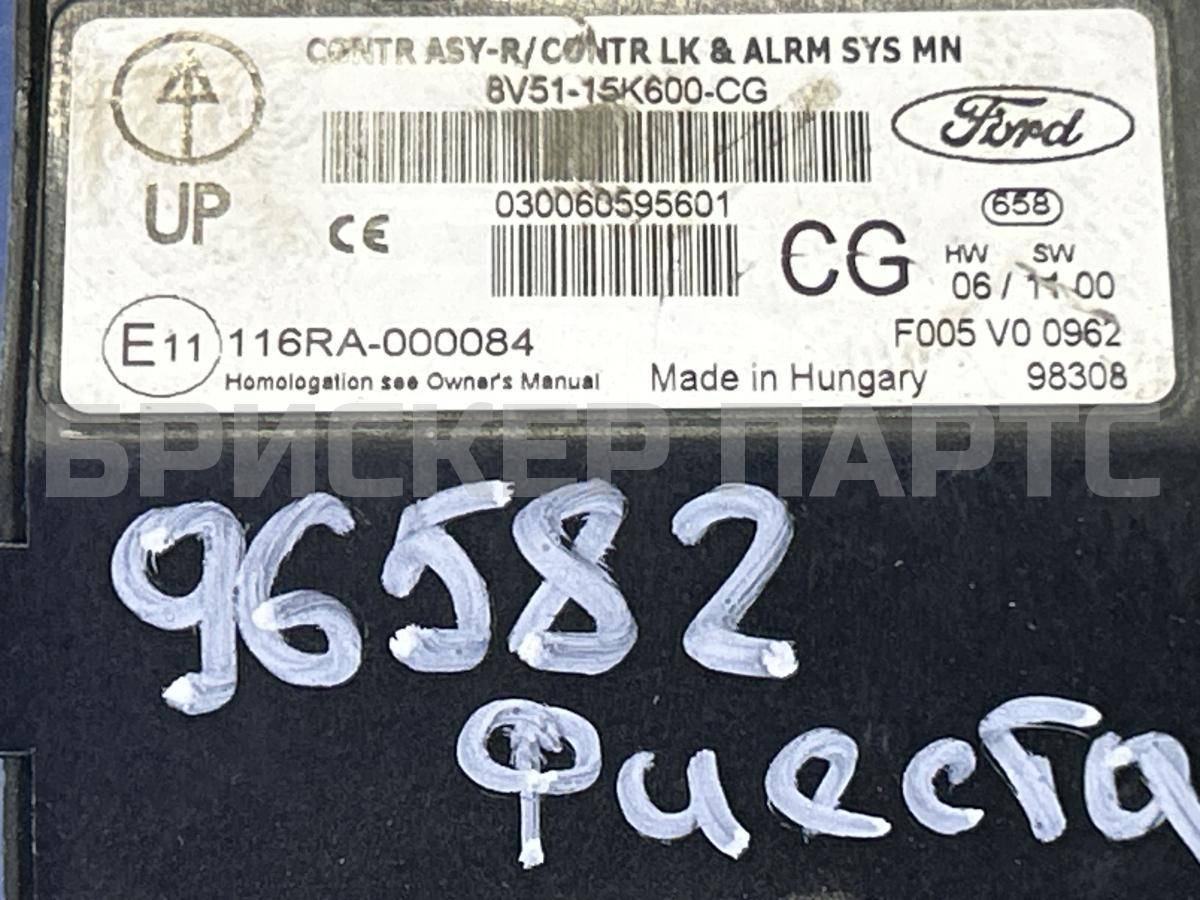 CONTR ASY-R/CONTR LK & ALRM SYS MN
8V51-15K600-CG
Ford
UP
CE
030060595601
CG
658
HW SW
06 / 11 00
E11
116RA-000084
F005 V0 0962
Homologation see Owner's Manual
Made in Hungary
98308
БРИСКЕР ПАРТС
96582
Фиеста